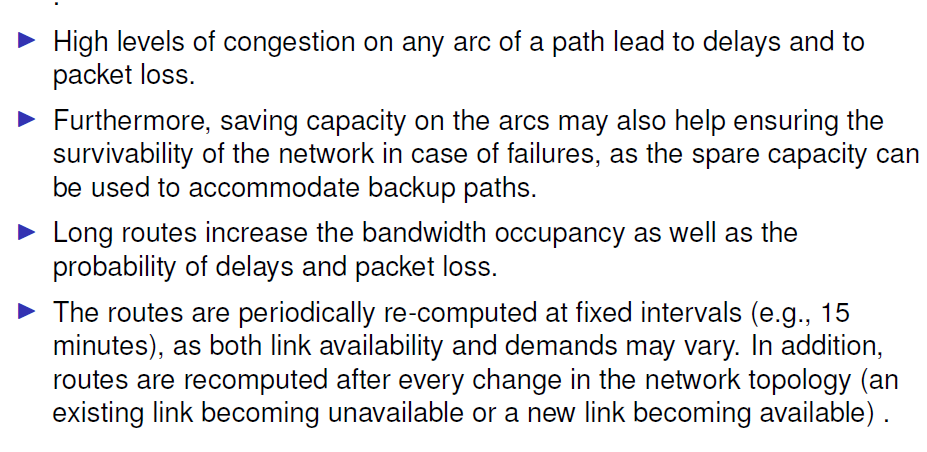 .
▶ High levels of congestion on any arc of a path lead to delays and to
packet loss.
▶ Furthermore, saving capacity on the arcs may also help ensuring the
survivability of the network in case of failures, as the spare capacity can
be used to accommodate backup paths.
▶ Long routes increase the bandwidth occupancy as well as the
probability of delays and packet loss.
▶ The routes are periodically re-computed at fixed intervals (e.g., 15
minutes), as both link availability and demands may vary. In addition,
routes are recomputed after every change in the network topology (an
existing link becoming unavailable or a new link becoming available) .